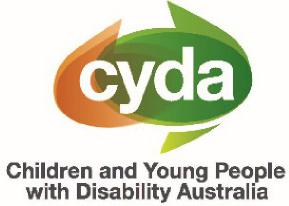 cyda
Children and Young People
with Disability Australia